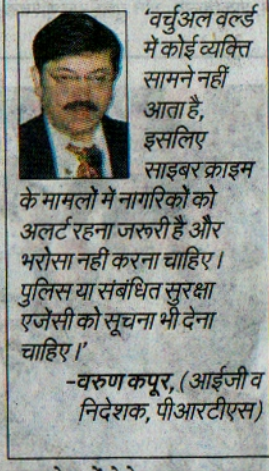 'वर्चुअल वर्ल्ड
में कोई व्यक्ति
सामने नहीं
आता है,
इसलिए
साइबर क्राइम
के मामलों में नागरिकों को
अलर्ट रहना जरूरी है और
भरोसा नहीं करना चाहिए।
पुलिस या संबंधित सुरक्षा
एजेंसी को सूचना भी देना
चाहिए।'
-वरुण कपूर, (आईजी व
निदेशक, पीआरटीएस)